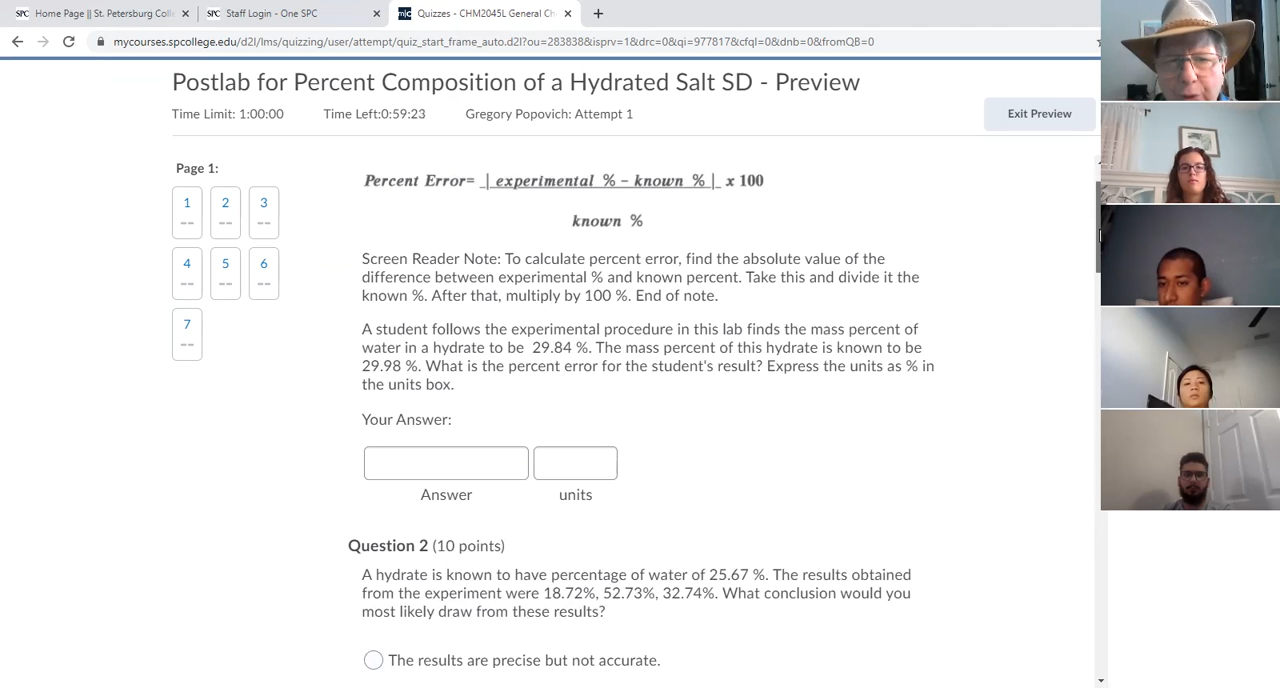 SPC Home Page || St. Petersburg Coll
SPC Staff Login - One SPC
Quizzes - CHM2045L General Ch
mycourses.spcollege.edu/d2l/lms/quizzing/user/attempt/quiz_start_frame_auto.d2l?ou=283838&isprv=1&drc=0&qi=977817&cfql=0&dnb=0&fromQB=0
Postlab for Percent Composition of a Hydrated Salt SD - Preview
Time Limit: 1:00:00 Time Left:0:59:23 Gregory Popovich: Attempt 1
Exit Preview
Page 1:
1 2 3
-- -- --
4 5 6
-- -- --
7
--
Percent Error= | experimental % - known % | x 100
known %
Screen Reader Note: To calculate percent error, find the absolute value of the
difference between experimental % and known percent. Take this and divide it the
known %. After that, multiply by 100 %. End of note.
A student follows the experimental procedure in this lab finds the mass percent of
water in a hydrate to be 29.84 %. The mass percent of this hydrate is known to be
29.98 %. What is the percent error for the student's result? Express the units as % in
the units box.
Your Answer:
Answer units
Question 2 (10 points)
A hydrate is known to have percentage of water of 25.67 %. The results obtained
from the experiment were 18.72%, 52.73%, 32.74%. What conclusion would you
most likely draw from these results?
The results are precise but not accurate.